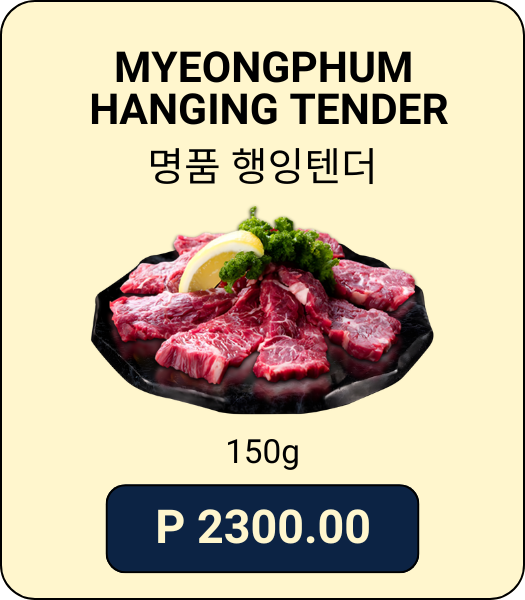 MYEONGPHUM
HANGING TENDER
명품 행잉텐더
150g
P 2300.00